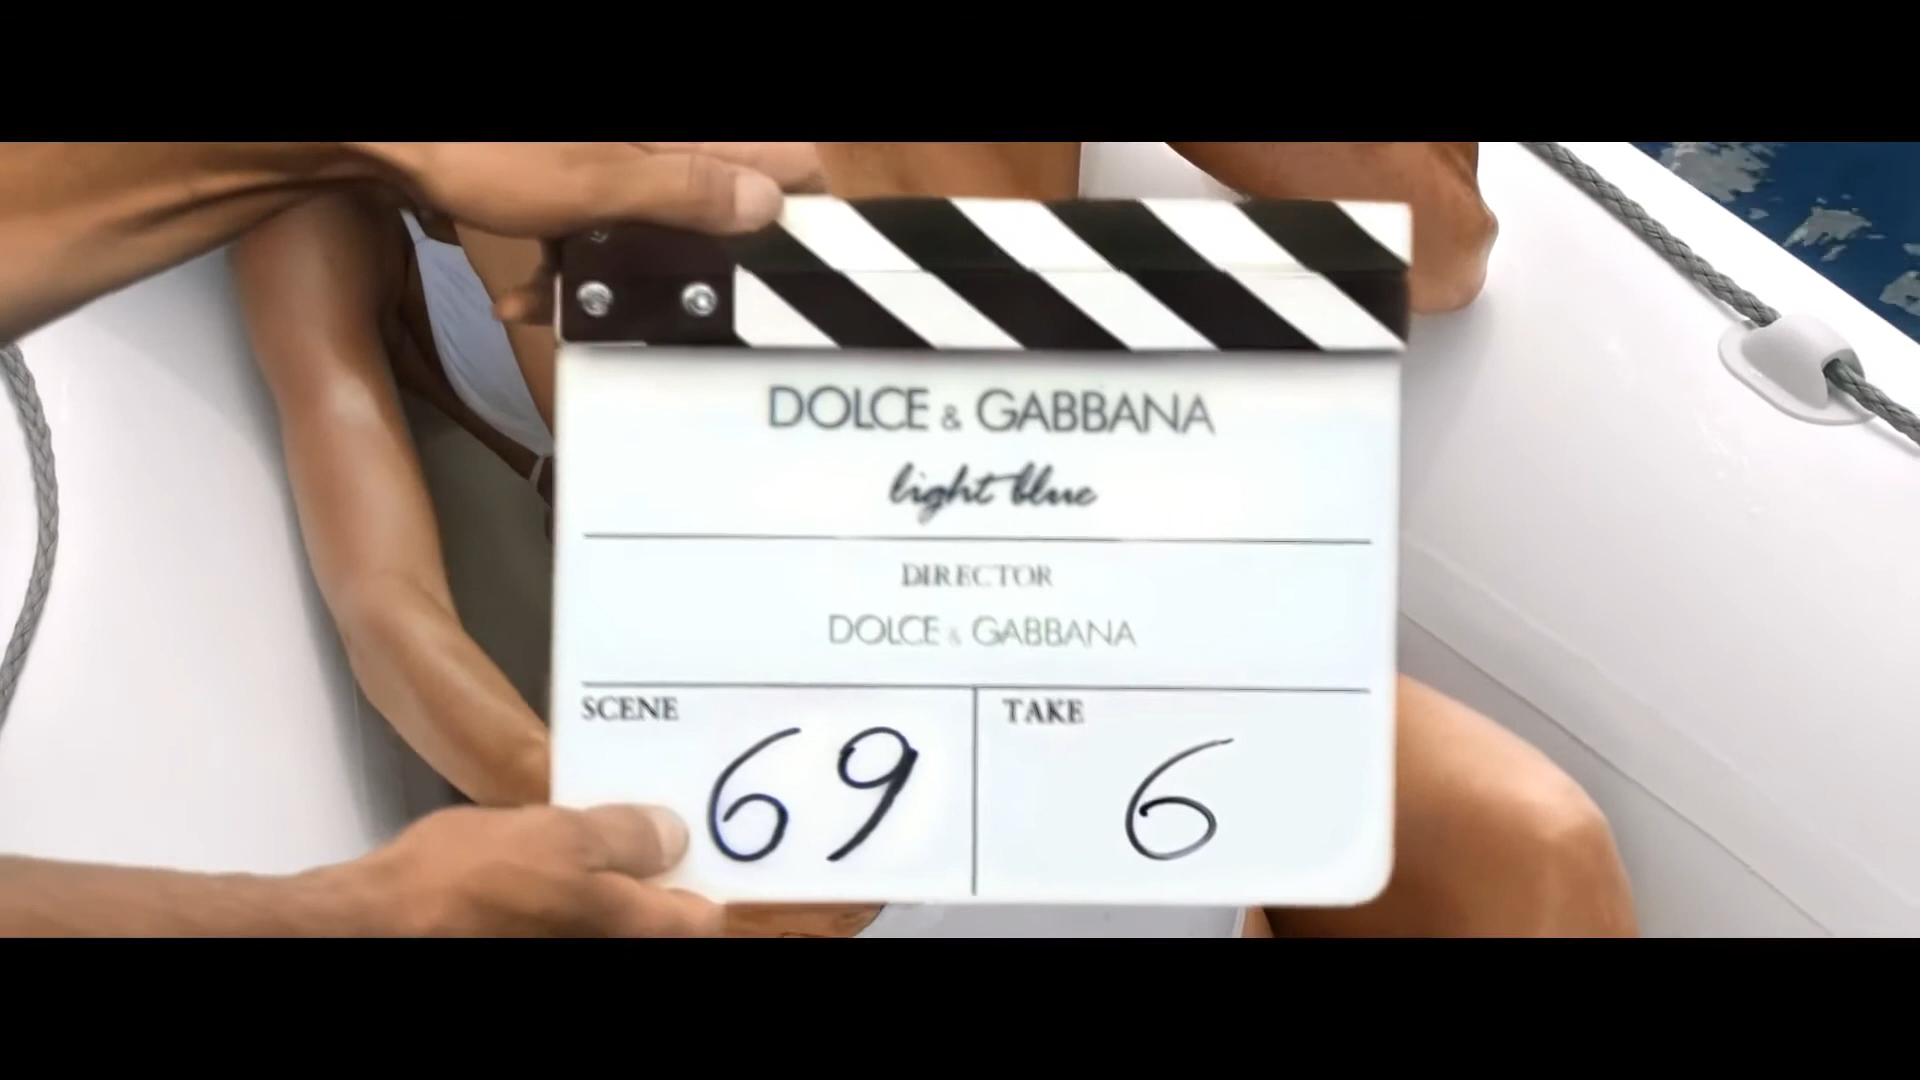 DOLCE & GABBANA
light blue
DIRECTOR
DOLCE & GABBANA
SCENE
69
TAKE
6